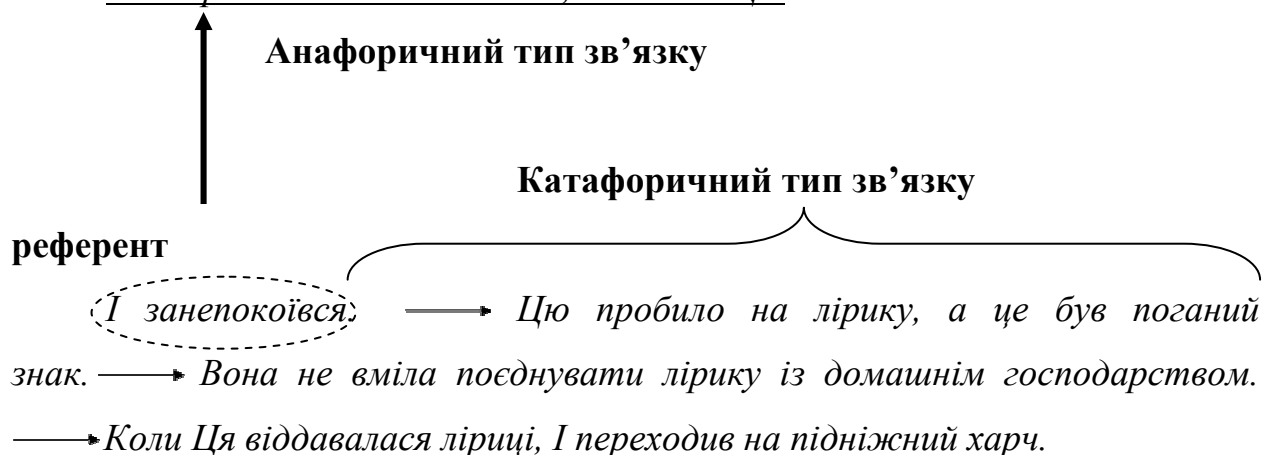 Анафоричний тип зв’язку
Катафоричний тип зв’язку
референт
І занепокоївся. Цю пробило на лірику, а це був поганий
знак. Вона не вміла поєднувати лірику із домашнім господарством.
Коли Ця віддавалася ліриці, І переходив на підніжний харч.